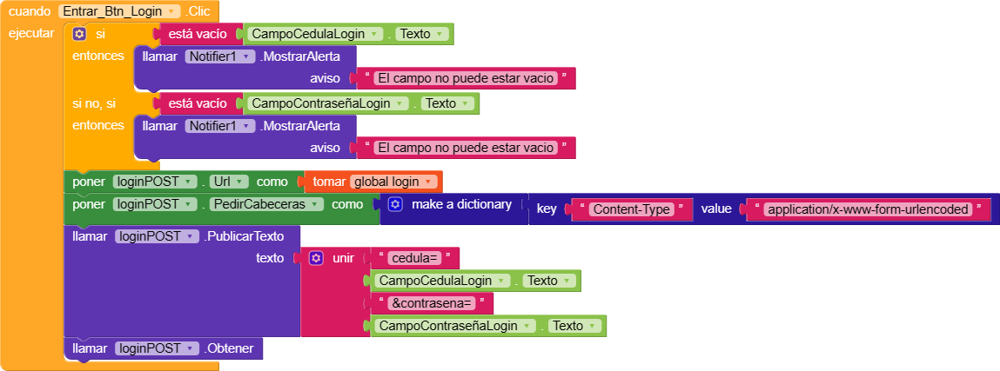 cuando Entrar_Btn_Login .Clic
ejecutar si está vacío CampoCedulaLogin . Texto
entonces llamar Notifier1 .MostrarAlerta
aviso “ El campo no puede estar vacio ”
si no, si está vacío CampoContraseñaLogin . Texto
entonces llamar Notifier1 .MostrarAlerta
aviso “ El campo no puede estar vacio ”
poner loginPOST . Url como tomar global login
poner loginPOST . PedirCabeceras como make a dictionary key “ Content-Type ” value “ application/x-www-form-urlencoded ”
llamar loginPOST .PublicarTexto
texto unir “ cedula= ”
CampoCedulaLogin . Texto
“ &contrasena= ”
CampoContraseñaLogin . Texto
llamar loginPOST .Obtener